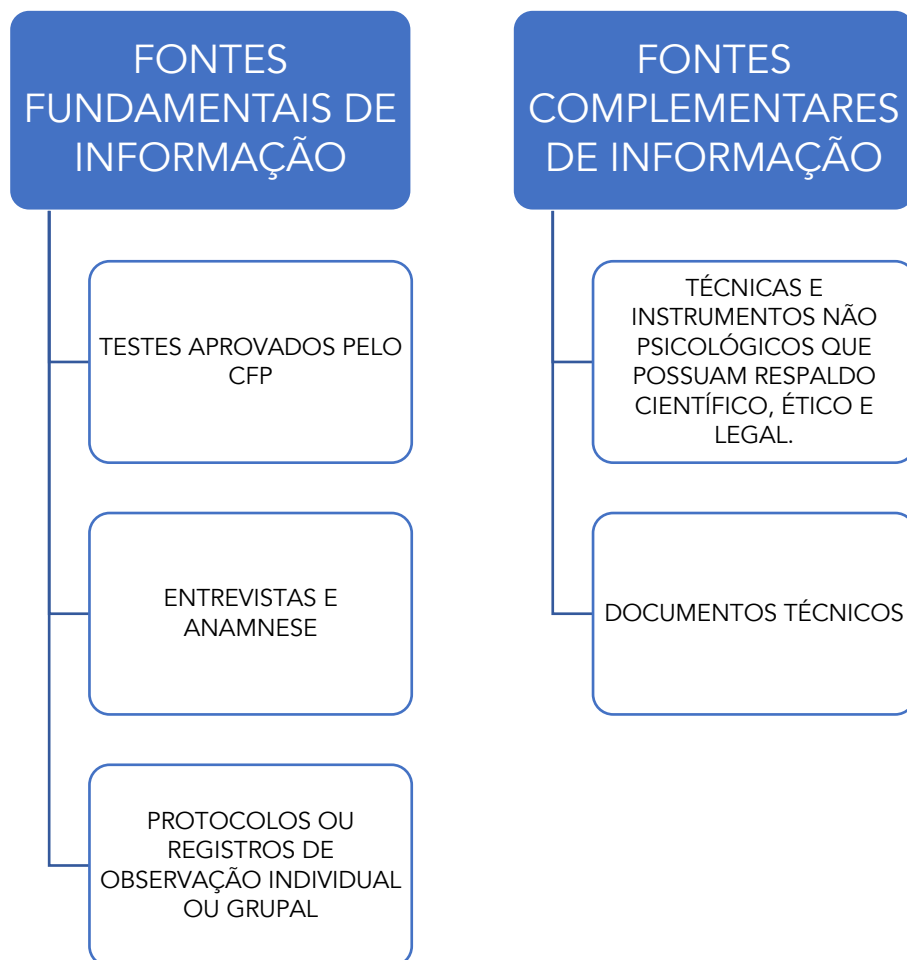 FONTES
FUNDAMENTAIS DE
INFORMAÇÃO
TESTES APROVADOS PELO
CFP
ENTREVISTAS E
ANAMNESE
PROTOCOLOS OU
REGISTROS DE
OBSERVAÇÃO INDIVIDUAL
OU GRUPAL
FONTES
COMPLEMENTARES
DE INFORMAÇÃO
TÉCNICAS E
INSTRUMENTOS NÃO
PSICOLÓGICOS QUE
POSSUAM RESPALDO
CIENTÍFICO, ÉTICO E
LEGAL.
DOCUMENTOS TÉCNICOS